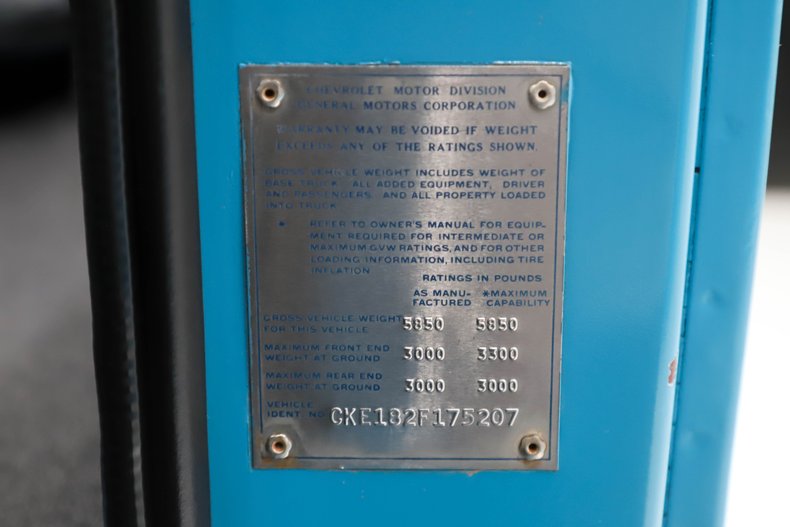 CHEVROLET MOTOR DIVISION
GENERAL MOTORS CORPORATION
WARRANTY MAY BE VOIDED IF WEIGHT
EXCEEDS ANY OF THE RATINGS SHOWN.
GROSS VEHICLE WEIGHT INCLUDES WEIGHT OF
BASE TRUCK, ALL ADDED EQUIPMENT, DRIVER
AND PASSENGERS, AND ALL PROPERTY LOADED
INTO TRUCK
* REFER TO OWNER'S MANUAL FOR EQUIP-
MENT REQUIRED FOR INTERMEDIATE OR
MAXIMUM GVW RATINGS, AND FOR OTHER
LOADING INFORMATION, INCLUDING TIRE
INFLATION
RATINGS IN POUNDS
AS MANU- *MAXIMUM
FACTURED CAPABILITY
GROSS VEHICLE WEIGHT
FOR THIS VEHICLE 5850 5850
MAXIMUM FRONT END
WEIGHT AT GROUND 3000 3300
MAXIMUM REAR END
WEIGHT AT GROUND 3000 3000
VEHICLE
IDENT. NO. CKE182F175207